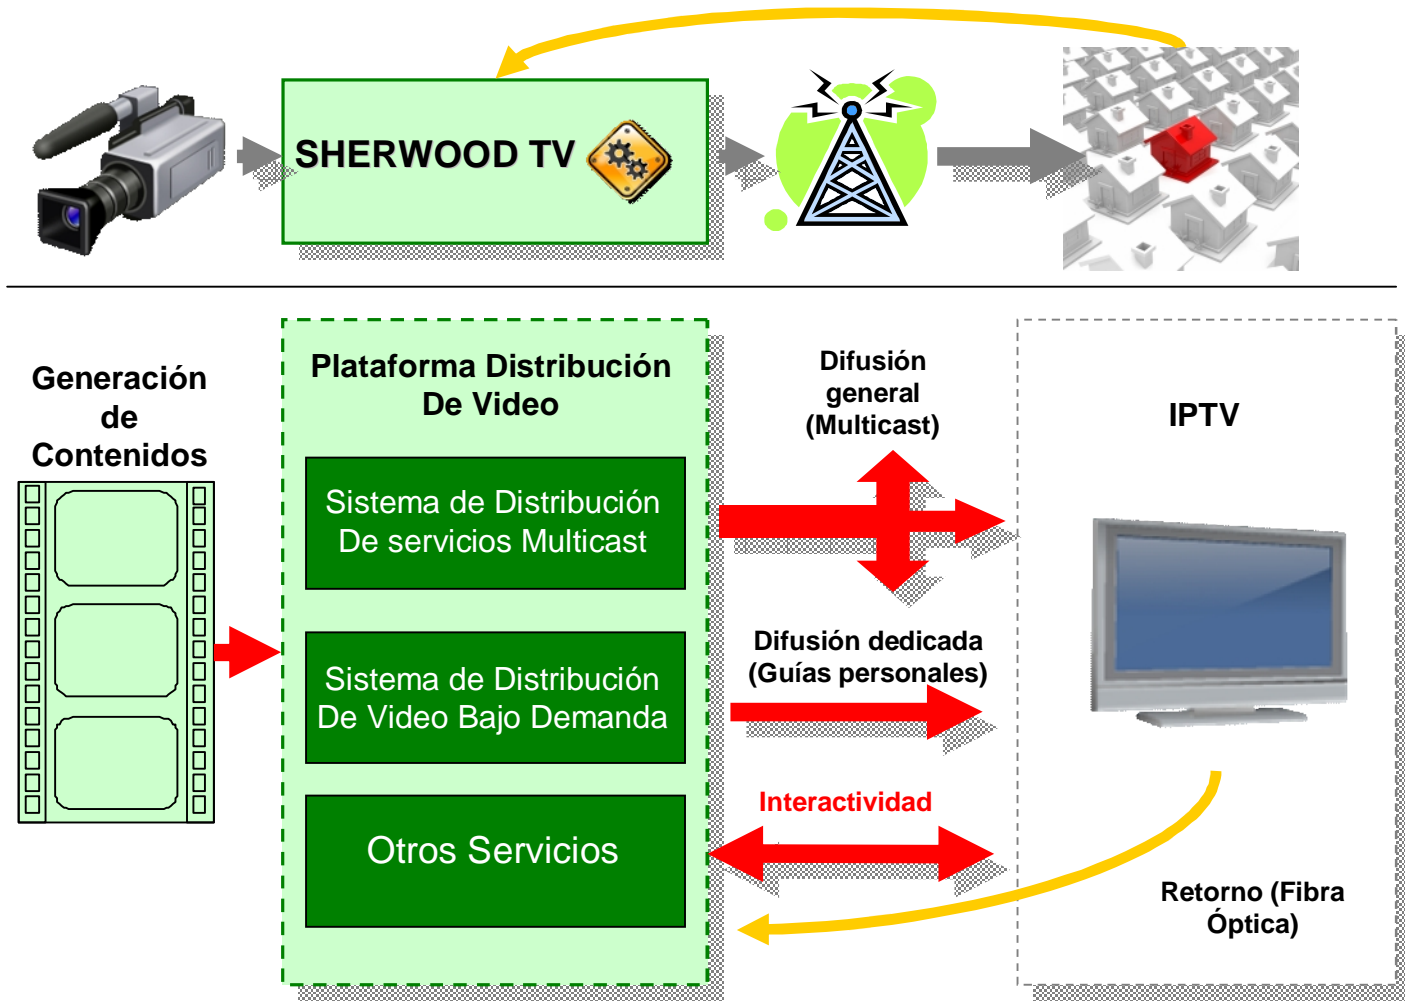 SHERWOOD TV
Generación
de
Contenidos
Plataforma Distribución
De Video
Sistema de Distribución
De servicios Multicast
Sistema de Distribución
De Video Bajo Demanda
Otros Servicios
Difusión
general
(Multicast)
Difusión dedicada
(Guías personales)
Interactividad
IPTV
Retorno (Fibra
Óptica)